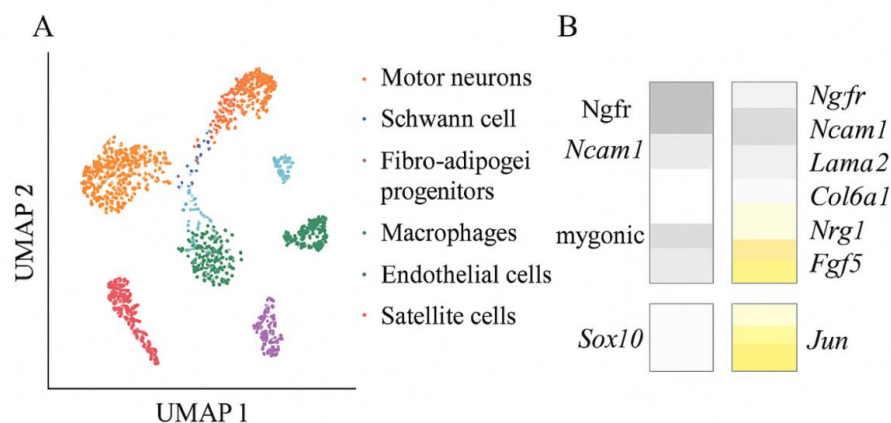 A
B
UMAP 2
UMAP 1
Motor neurons
Schwann cell
Fibro-adipogei
progenitors
Macrophages
Endothelial cells
Satellite cells
Ngfr
Ncam1
mygonic
Sox10
Ngfr
Ncam1
Lama2
Col6a1
Nrg1
Fgf5
Jun